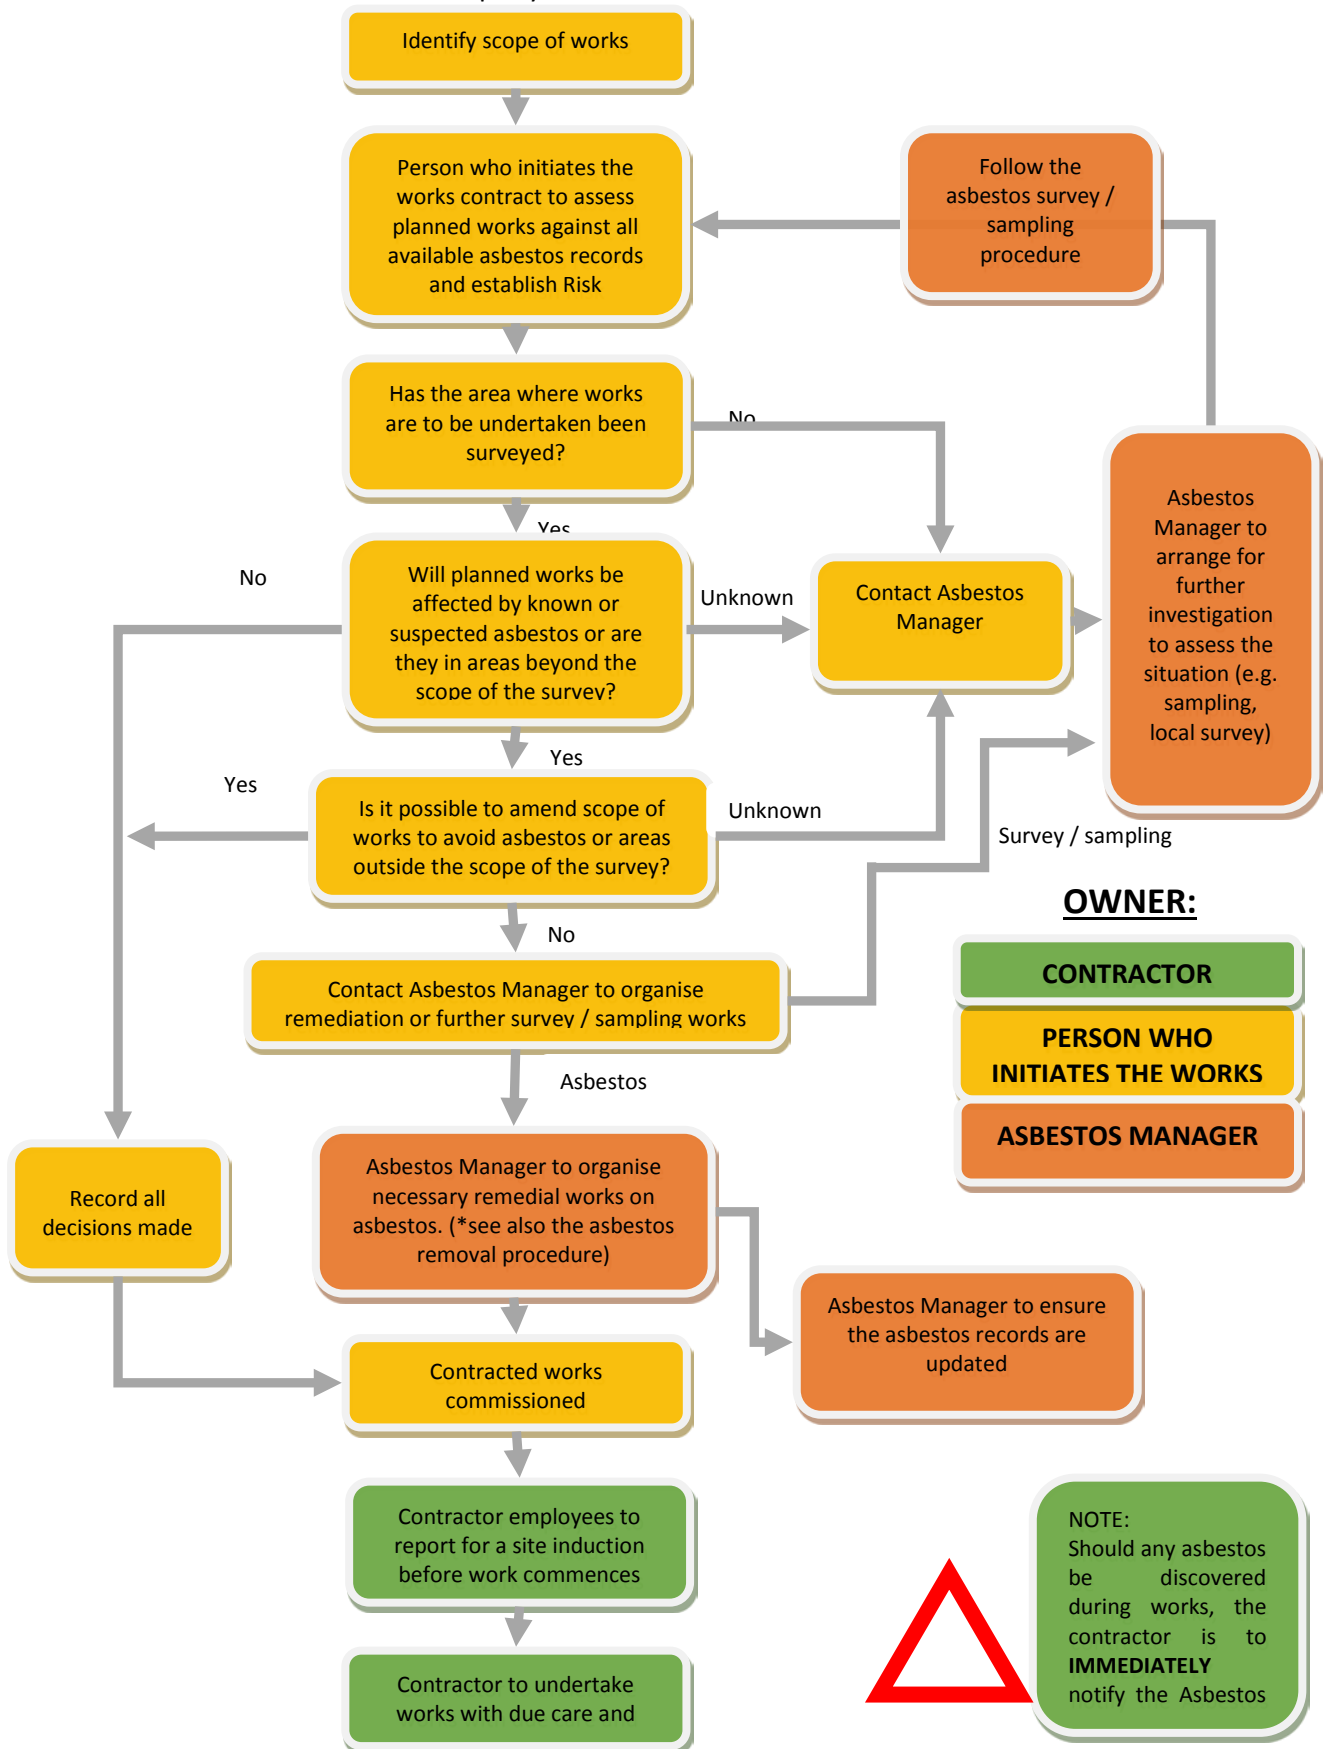 Identify scope of works
Person who initiates the
works contract to assess
planned works against all
available asbestos records
and establish Risk
Follow the
asbestos survey /
sampling
procedure
Has the area where works
are to be undertaken been
surveyed?
No
Yes
Asbestos
Manager to
arrange for
further
investigation
to assess the
situation (e.g.
sampling,
local survey)
No
Will planned works be
affected by known or
suspected asbestos or are
they in areas beyond the
scope of the survey?
Unknown
Contact Asbestos
Manager
Yes
Yes
Is it possible to amend scope of
works to avoid asbestos or areas
outside the scope of the survey?
Unknown
Survey / sampling
No
OWNER:
CONTRACTOR
PERSON WHO
INITIATES THE WORKS
ASBESTOS MANAGER
Contact Asbestos Manager to organise
remediation or further survey / sampling works
Asbestos
Record all
decisions made
Asbestos Manager to organise
necessary remedial works on
asbestos. (*see also the asbestos
removal procedure)
Asbestos Manager to ensure
the asbestos records are
updated
Contracted works
commissioned
Contractor employees to
report for a site induction
before work commences
NOTE:
Should any asbestos
be discovered
during works, the
contractor is to
IMMEDIATELY
notify the Asbestos
Contractor to undertake
works with due care and